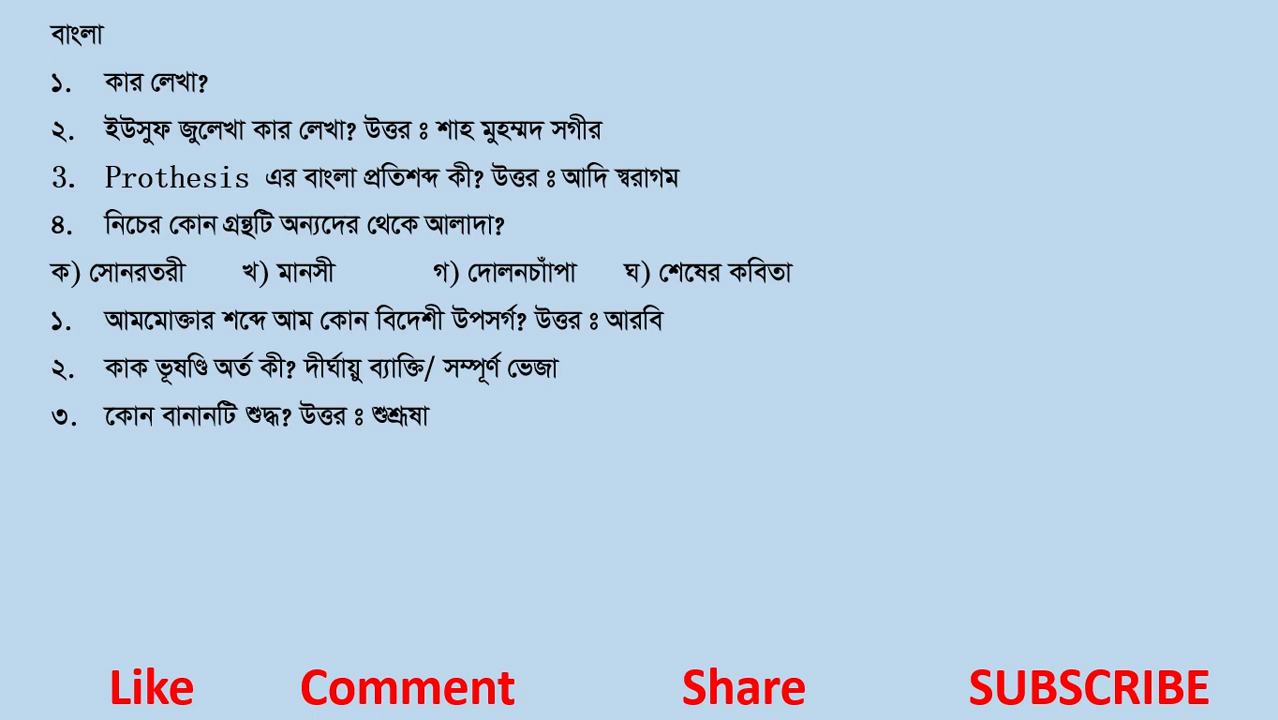 বাংলা
১. কার লেখা?
২. ইউসুফ জুলেখা কার লেখা? উত্তর ঃ শাহ মুহম্মদ সগীর
3. Prothesis এর বাংলা প্রতিশব্দ কী? উত্তর ঃ আদি স্বরাগম
৪. নিচের কোন গ্রন্থটি অন্যদের থেকে আলাদা?
ক) সোনরতরী খ) মানসী গ) দোলনচাঁাপা ঘ) শেষের কবিতা
১. আমমোক্তার শব্দে আম কোন বিদেশী উপসর্গ? উত্তর ঃ আরবি
২. কাক ভূষণ্ডি অর্ত কী? দীর্ঘায়ু ব্যাক্তি/ সম্পূর্ণ ভেজা
৩. কোন বানানটি শুদ্ধ? উত্তর ঃ শুশ্রূষা
Like Comment Share SUBSCRIBE